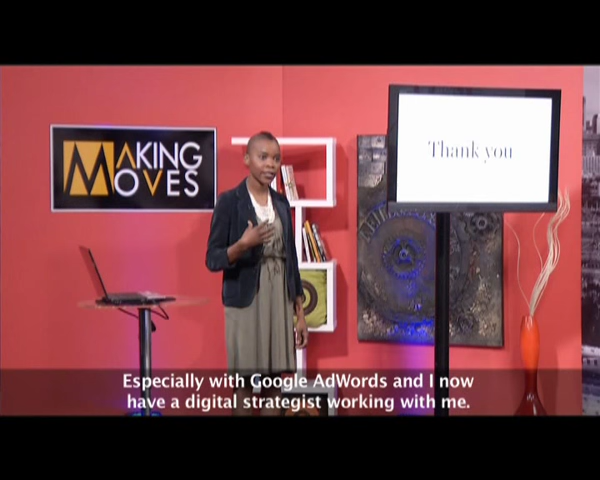 MAKING
MOVES
Thank you
Especially with Google AdWords and I now
have a digital strategist working with me.